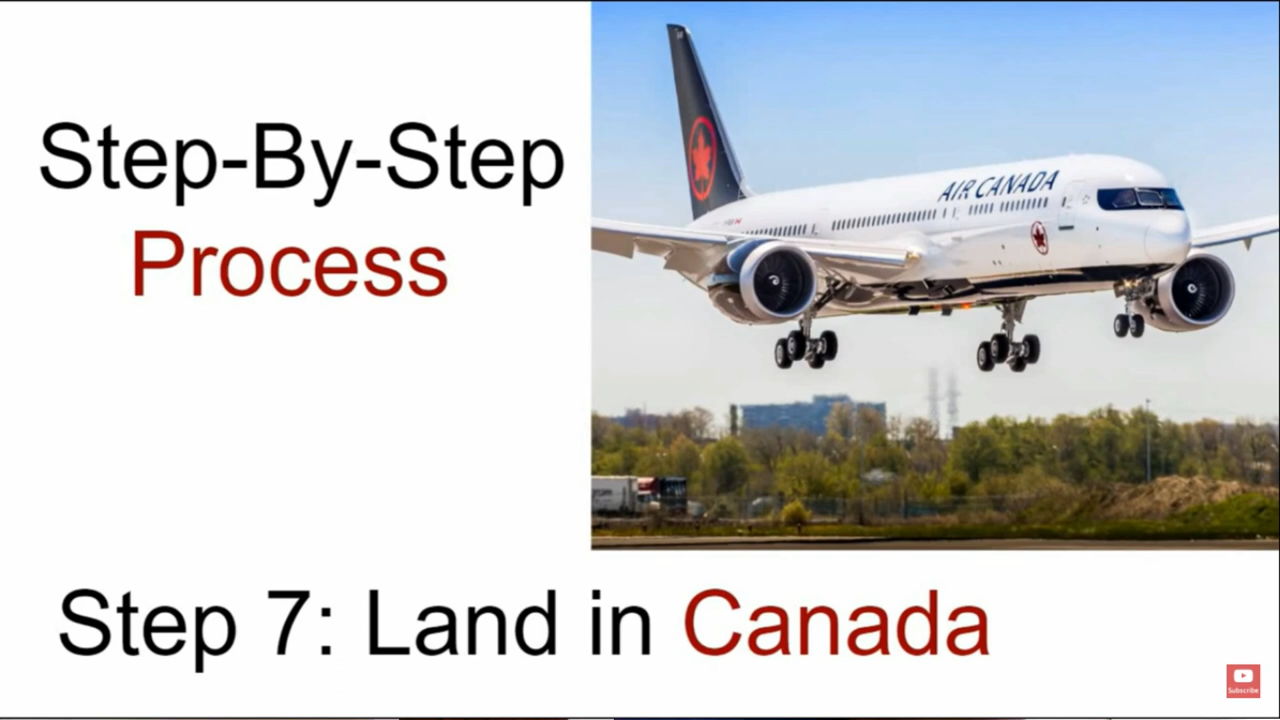 Step-By-Step
Process
AIR CANADA
Step 7: Land in Canada
Subscribe